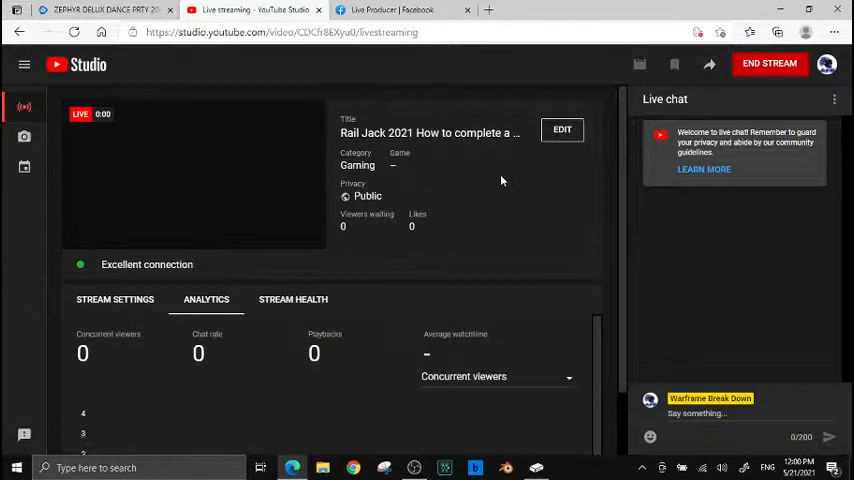 ZEPHYR DELUX DANCE PRTY 20
Live streaming - YouTube Studio
Live Producer | Facebook
https://studio.youtube.com/video/CDCfr8EXyu0/livestreaming
Studio
END STREAM
LIVE 0:00
Title
Rail Jack 2021 How to complete a ...
EDIT
Category
Game
Gaming
–
Privacy
Public
Viewers waiting
Likes
0
0
Excellent connection
STREAM SETTINGS
ANALYTICS
STREAM HEALTH
Concurrent viewers
Chat rate
Playbacks
Average watchtime
0
0
0
-
Concurrent viewers
4
3
Live chat
Welcome to live chat! Remember to guard
your privacy and abide by our community
guidelines.
LEARN MORE
Warframe Break Down
Say something...
0/200
Type here to search
ENG
12:00 PM
5/21/2021
2